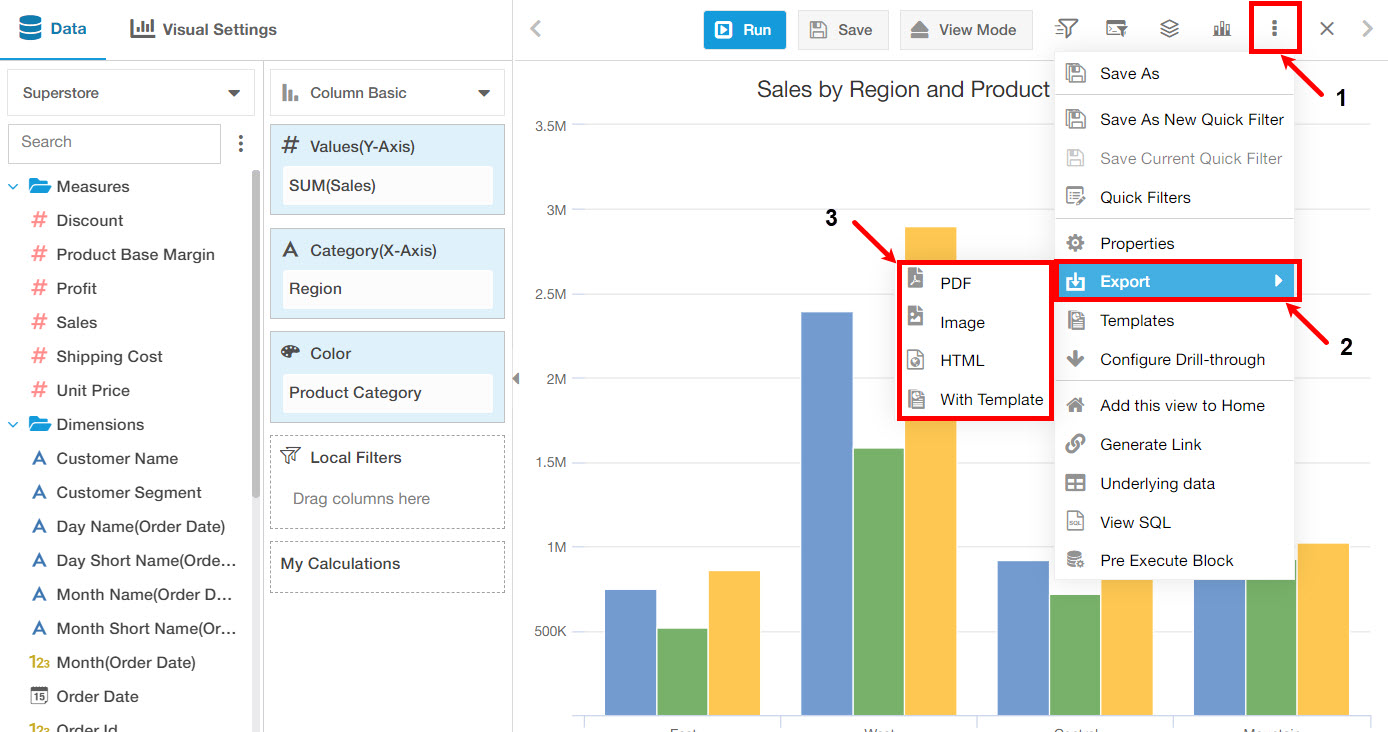 Data
Visual Settings
Run
Save
View Mode
Superstore
Search
Measures
Discount
Product Base Margin
Profit
Sales
Shipping Cost
Unit Price
Dimensions
Customer Name
Customer Segment
Day Name(Order Date)
Day Short Name(Orde...
Month Name(Order D...
Month Short Name(Or...
123 Month(Order Date)
15 Order Date
Column Basic
# Values(Y-Axis)
SUM(Sales)
Category(X-Axis)
Region
Color
Product Category
Local Filters
Drag columns here
My Calculations
Sales by Region and Product
3.5M
3M
2.5M
2M
1.5M
1M
500K
1
Save As
Save As New Quick Filter
Save Current Quick Filter
Quick Filters
Properties
Export
Templates
Configure Drill-through
Add this view to Home
Generate Link
Underlying data
SQL View SQL
Pre Execute Block
2
3
PDF
Image
HTML
With Template